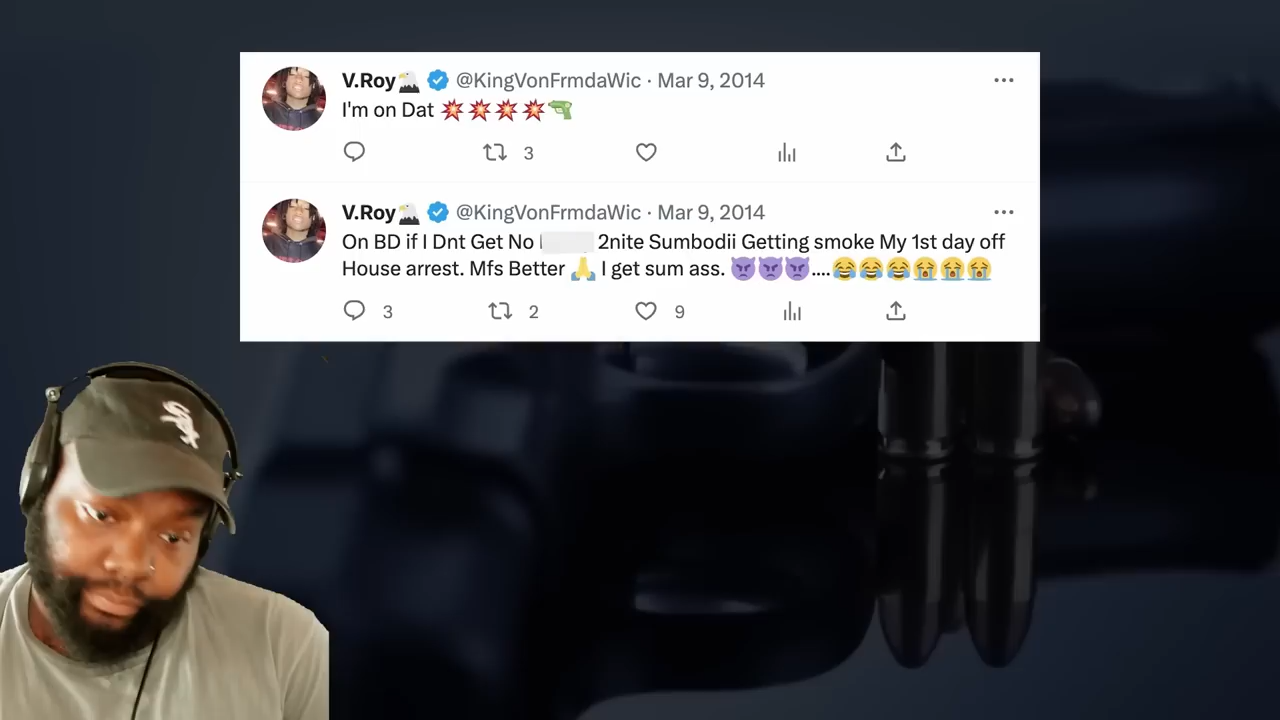 V.Roy🦅 @KingVonFrmdaWic · Mar 9, 2014
I'm on Dat 💥💥💥💥🔫
3
V.Roy🦅 @KingVonFrmdaWic · Mar 9, 2014
On BD if I Dnt Get No 2nite Sumbodii Getting smoke My 1st day off
House arrest. Mfs Better 🙏 I get sum ass. 👿👿👿....😂😂😂😭😭😭
3 2 9
SOX